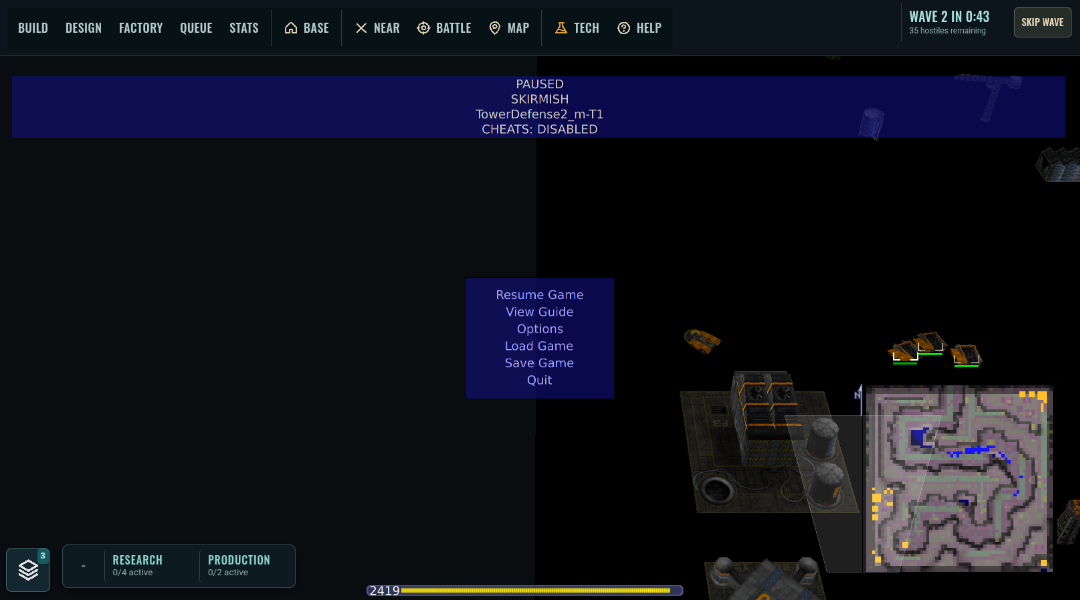 BUILD DESIGN FACTORY QUEUE STATS BASE NEAR BATTLE MAP TECH HELP
WAVE 2 IN 0:43
35 hostiles remaining
SKIP WAVE
PAUSED
SKIRMISH
TowerDefense2_m-T1
CHEATS: DISABLED
Resume Game
View Guide
Options
Load Game
Save Game
Quit
N
3
-
RESEARCH
0/4 active
PRODUCTION
0/2 active
2419